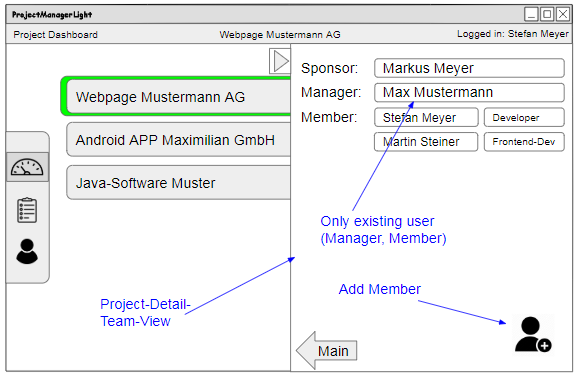 ProjectManagerLight
Project Dashboard
Webpage Mustermann AG
Logged in: Stefan Meyer
Webpage Mustermann AG
Android APP Maximilian GmbH
Java-Software Muster
Sponsor:
Markus Meyer
Manager:
Max Mustermann
Member:
Stefan Meyer
Developer
Martin Steiner
Frontend-Dev
Only existing user
(Manager, Member)
Project-Detail-
Team-View
Add Member
Main